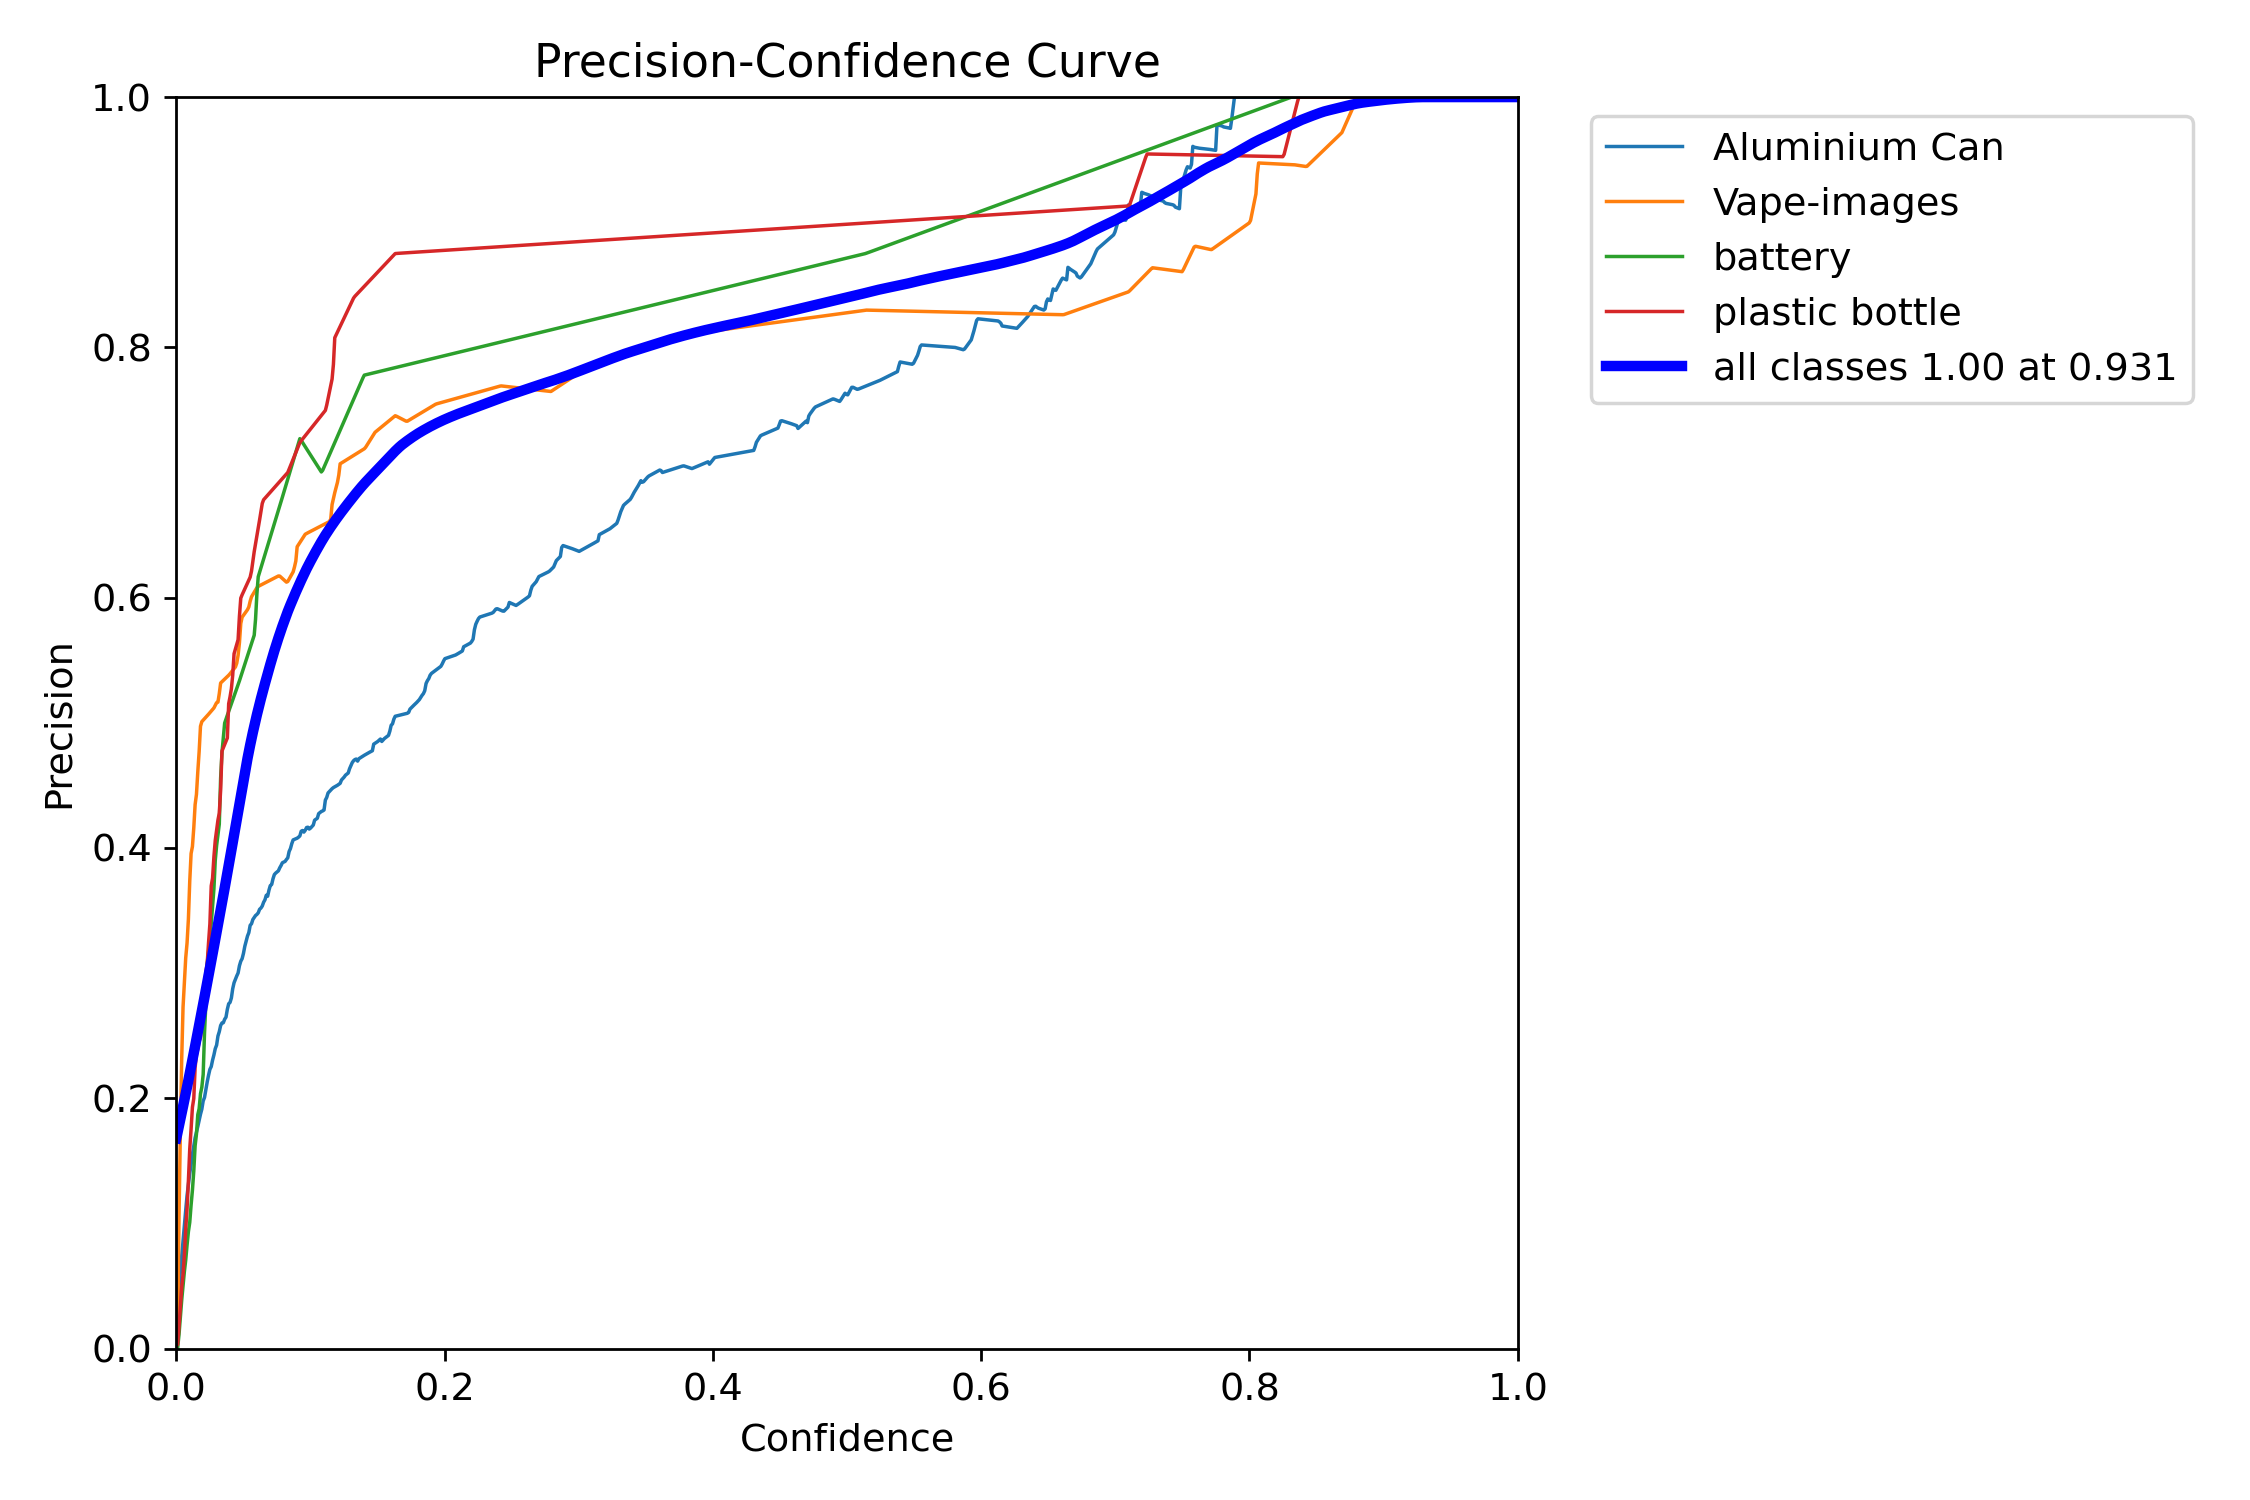 Precision-Confidence Curve
1.0
0.8
0.6
0.4
0.2
0.0
Precision
0.0 0.2 0.4 0.6 0.8 1.0
Confidence
Aluminium Can
Vape-images
battery
plastic bottle
all classes 1.00 at 0.931